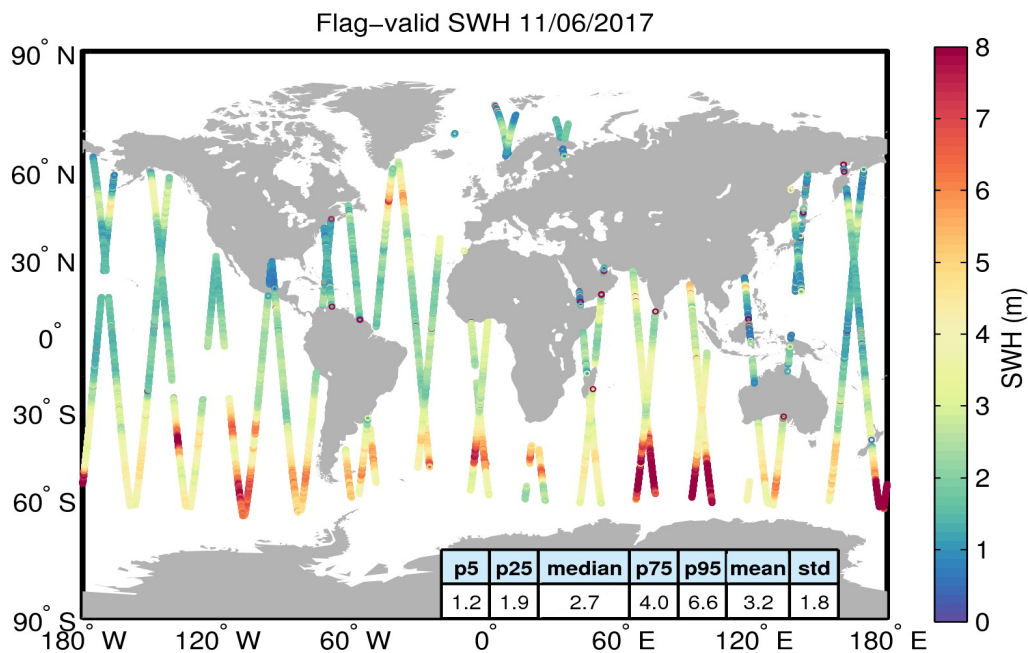 Flag−valid SWH 11/06/2017
90° N
60° N
30° N
0°
30° S
60° S
90° S
180° W
120° W
60° W
0°
60° E
120° E
180° E
p5 p25 median p75 p95 mean std
1.2 1.9 2.7 4.0 6.6 3.2 1.8
8
7
6
5
4
3
2
1
0
SWH (m)